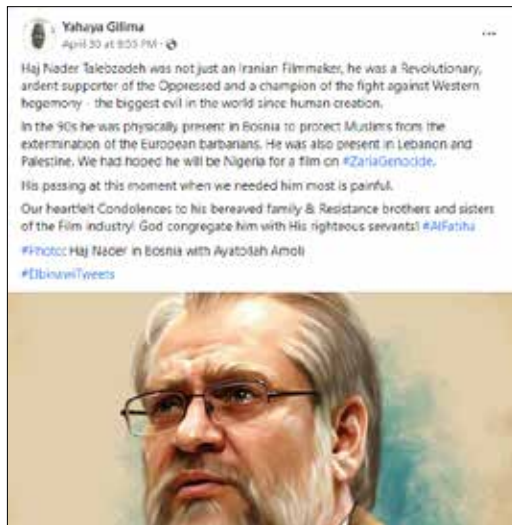 Yahaya Gilima
April 30 at 8:55 PM ·
Haj Nader Talebzadeh was not just an Iranian Filmmaker, he was a Revolutionary,
ardent supporter of the Oppressed and a champion of the fight against Western
hegemony - the biggest evil in the world since human creation.
In the 90s he was physically present in Bosnia to protect Muslims from the
extermination of the European barbarians. He was also present in Lebanon and
Palestine. We had hoped he will be Nigeria for a film on #ZariaGenocide.
His passing at this moment when we needed him most is painful.
Our heartfelt Condolences to his bereaved family & Resistance brothers and sisters
of the Film industry! God congregate him with His righteous servants! #AlFatiha
#Photo: Haj Nader in Bosnia with Ayatollah Amoli
#ElbinawiTweets